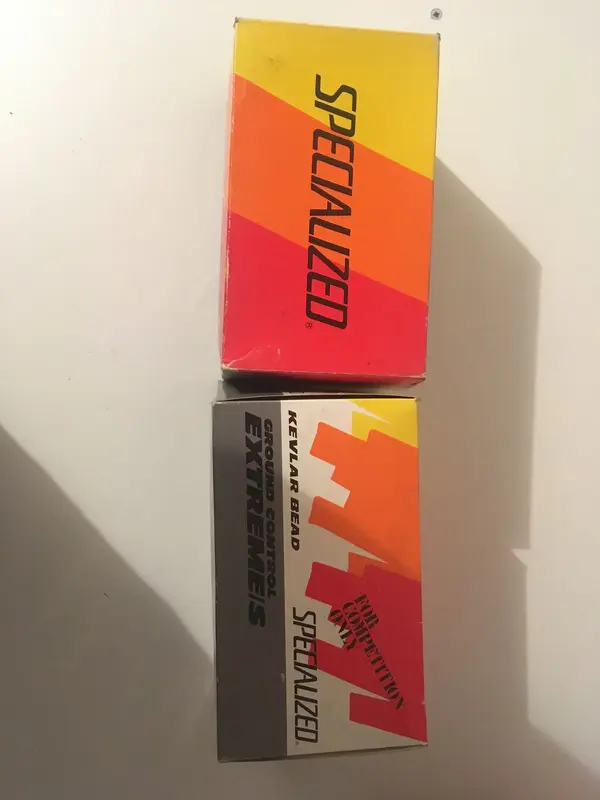 SPECIALIZED®
KEVLAR BEAD
GROUND CONTROL
EXTREME/S
SPECIALIZED®
FOR
COMPETITION
ONLY